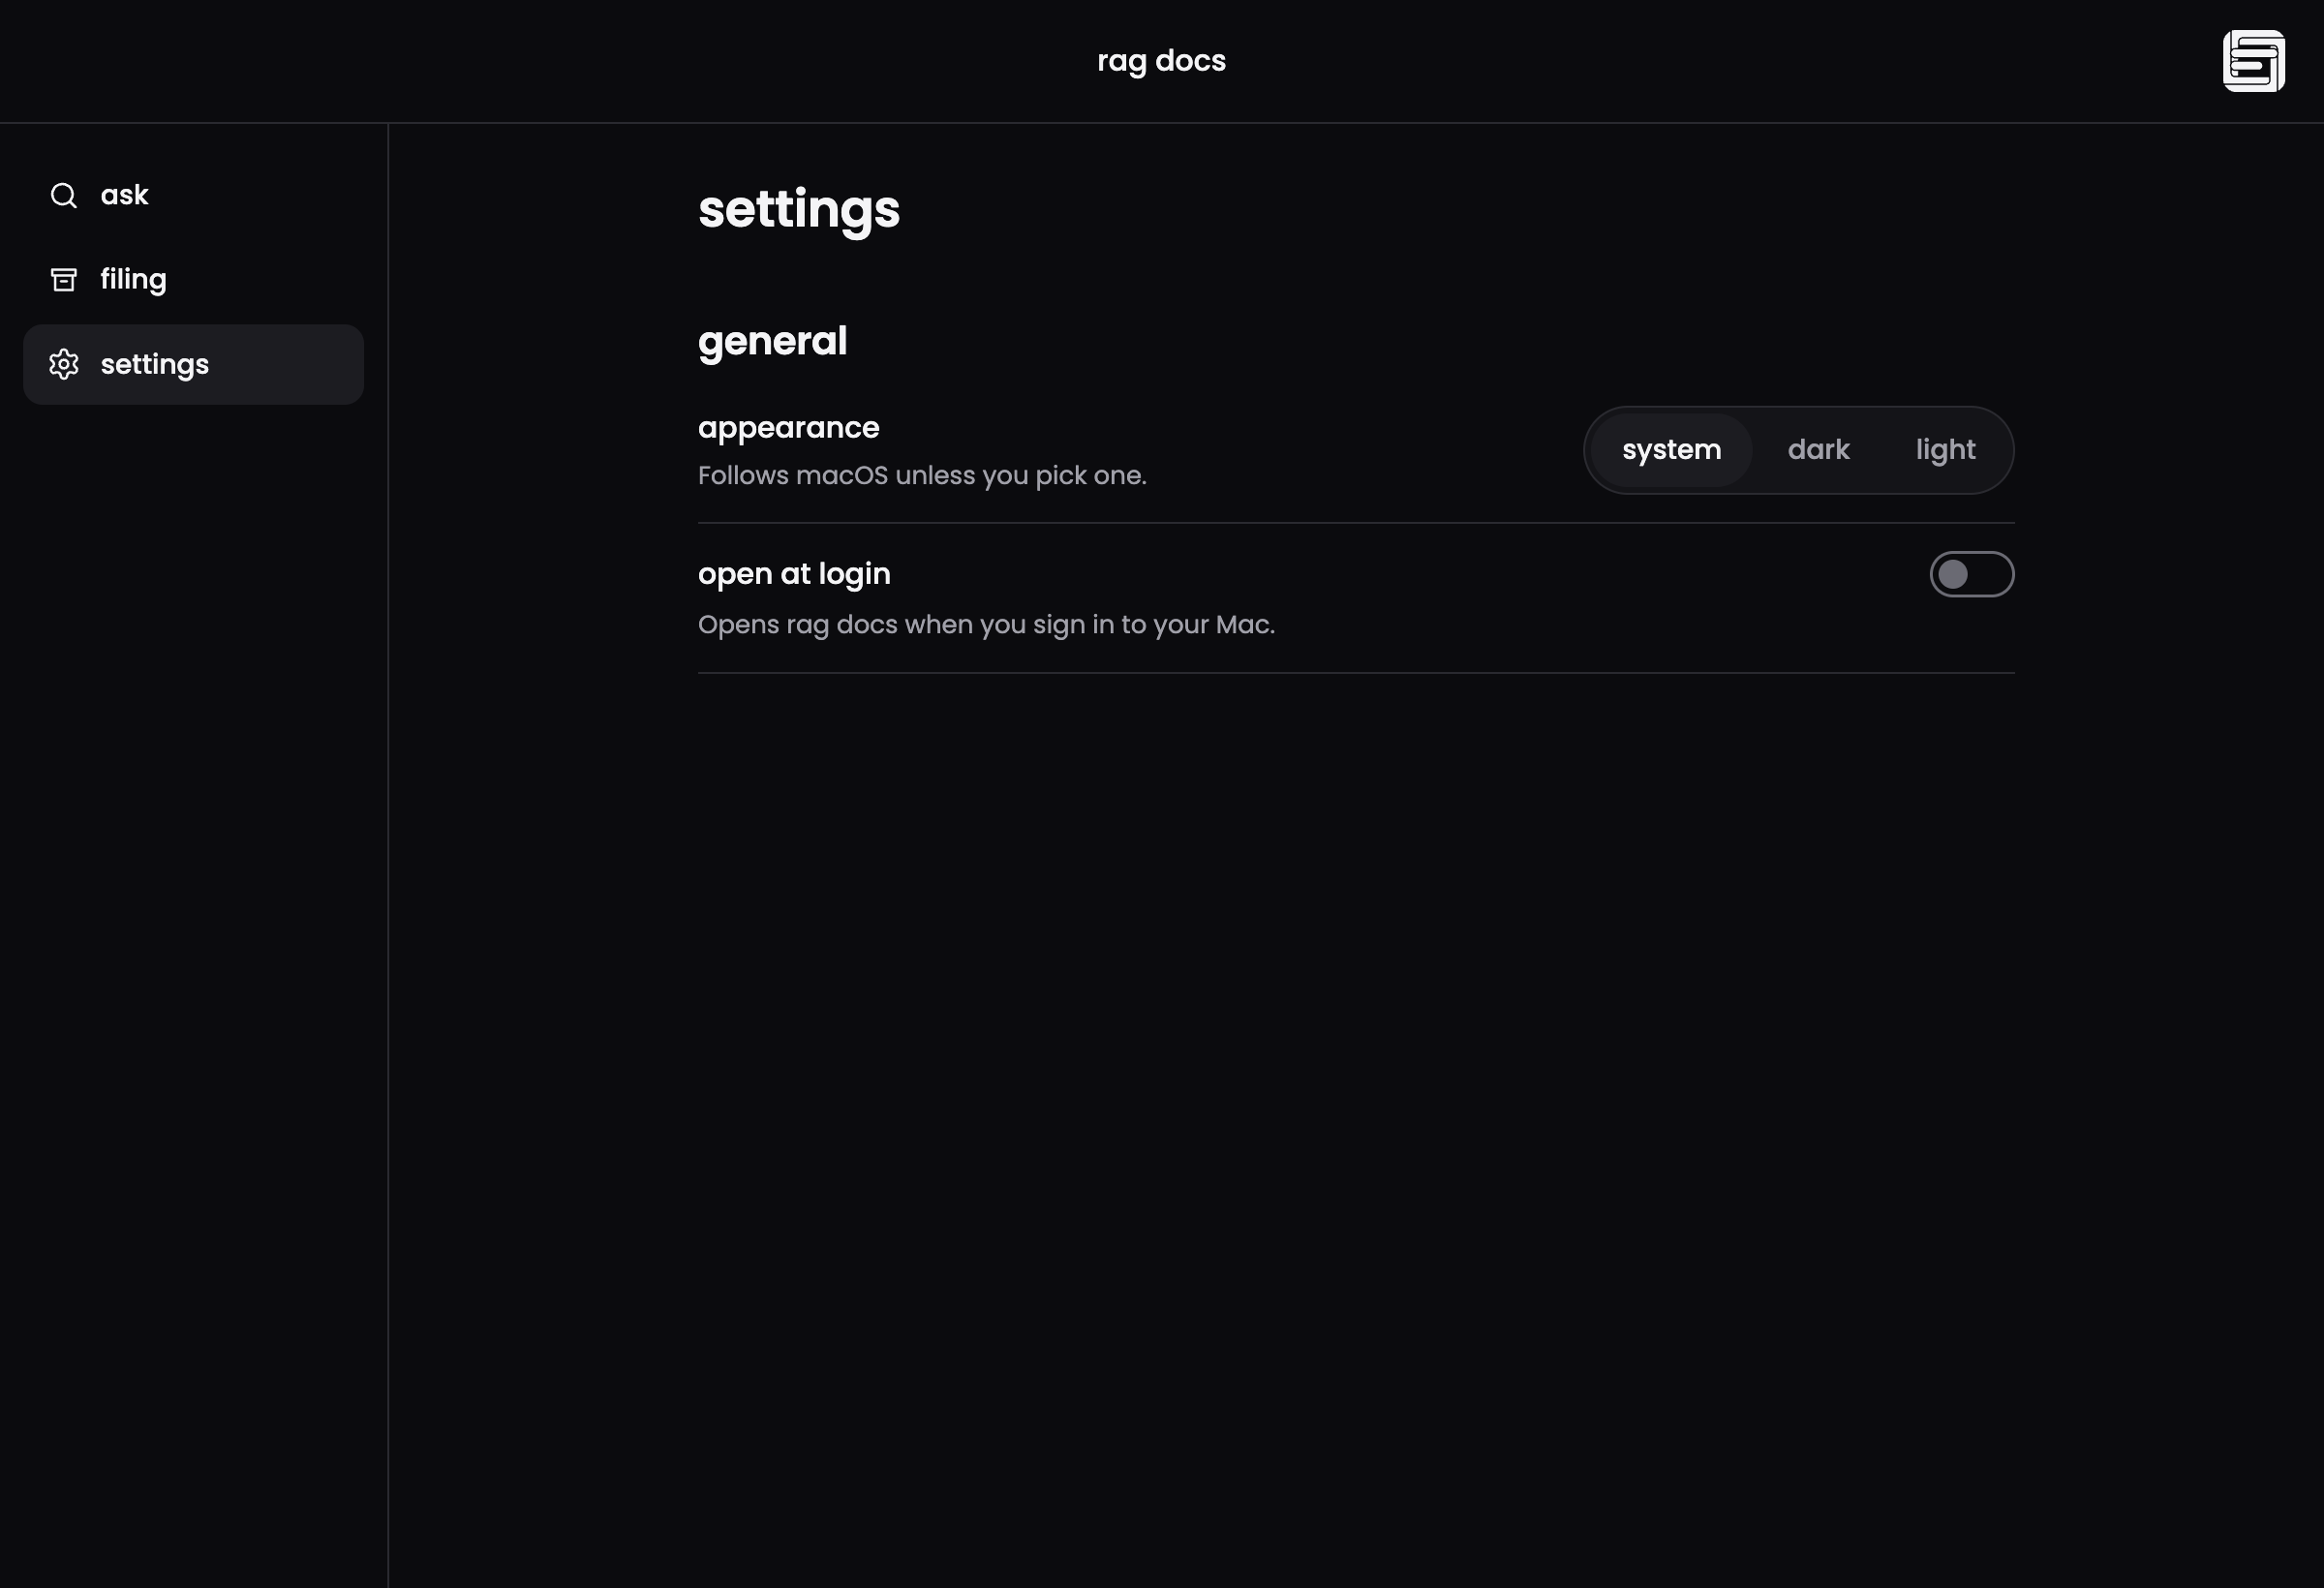 rag docs
ask
filing
settings
settings
general
appearance
Follows macOS unless you pick one.
system dark light
open at login
Opens rag docs when you sign in to your Mac.